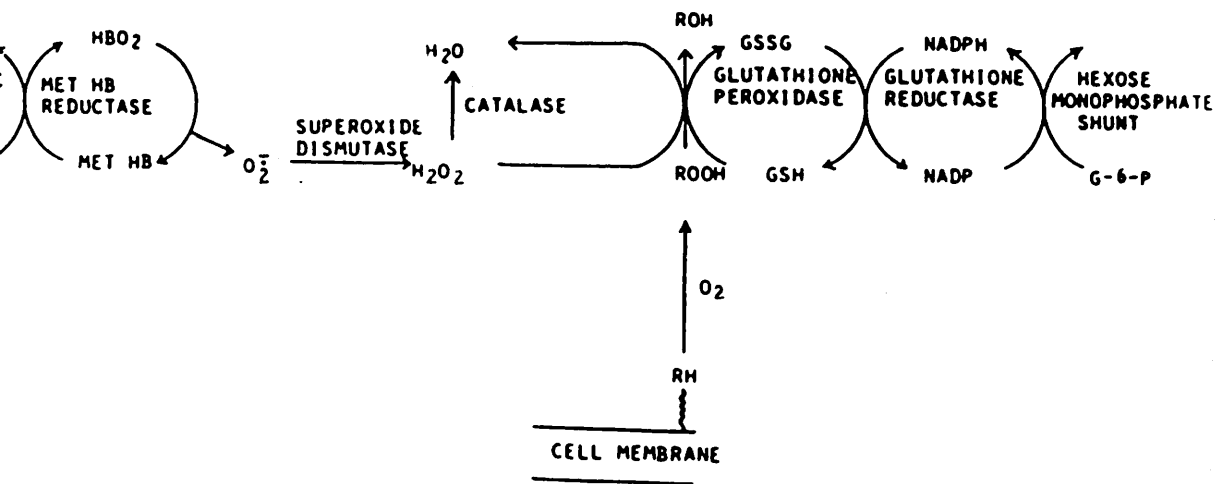 HBO2
MET HB
REDUCTASE
MET HB
O2̄
SUPEROXIDE
DISMUTASE
H2O
CATALASE
H2O2
ROH
ROOH
GSSG
GLUTATHIONE
PEROXIDASE
GSH
NADPH
GLUTATHIONE
REDUCTASE
NADP
HEXOSE
MONOPHOSPHATE
SHUNT
G-6-P
O2
RH
CELL MEMBRANE